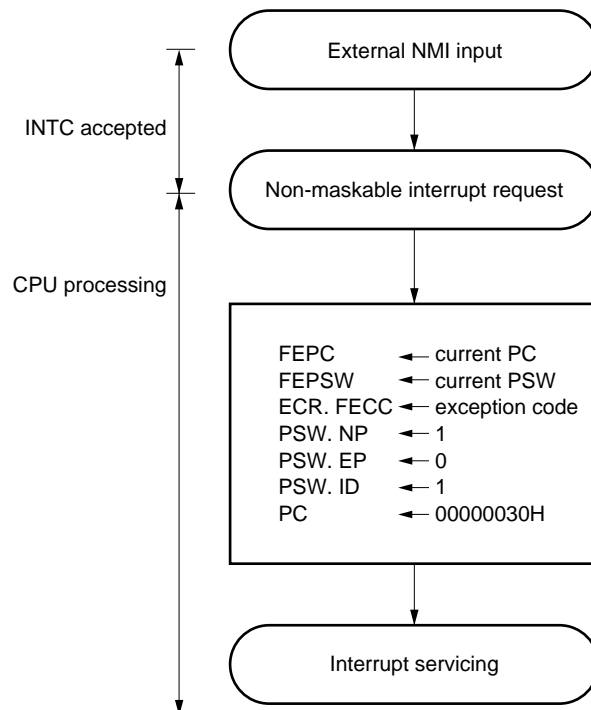 External NMI input
INTC accepted
Non-maskable interrupt request
CPU processing
FEPC ← current PC
FEPSW ← current PSW
ECR. FECC ← exception code
PSW. NP ← 1
PSW. EP ← 0
PSW. ID ← 1
PC ← 00000030H
Interrupt servicing